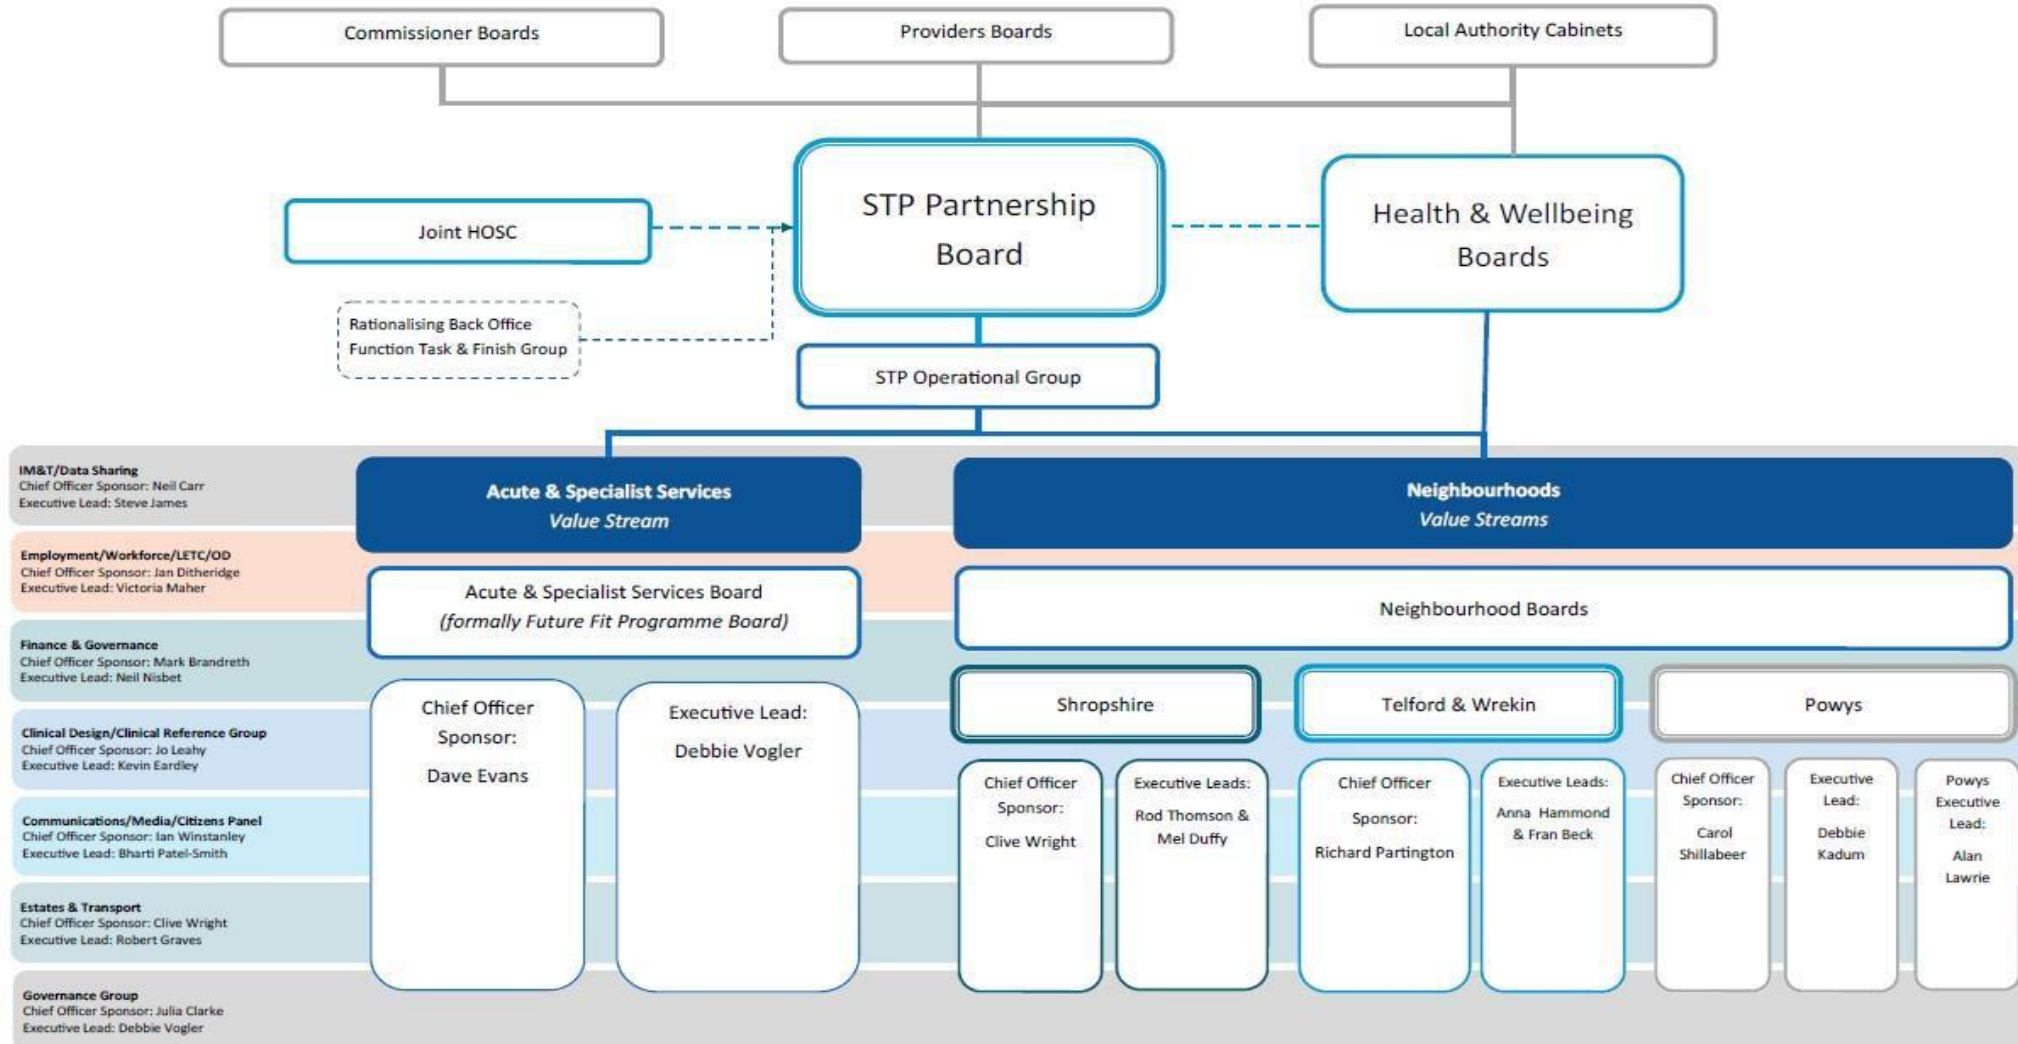 Commissioner Boards
Providers Boards
Local Authority Cabinets
STP Partnership
Board
Health & Wellbeing
Boards
Joint HOSC
Rationalising Back Office
Function Task & Finish Group
STP Operational Group
IM&T/Data Sharing
Chief Officer Sponsor: Neil Carr
Executive Lead: Steve James
Employment/Workforce/LETC/OD
Chief Officer Sponsor: Jan Ditheridge
Executive Lead: Victoria Maher
Finance & Governance
Chief Officer Sponsor: Mark Brandreth
Executive Lead: Neil Nisbet
Clinical Design/Clinical Reference Group
Chief Officer Sponsor: Jo Leahy
Executive Lead: Kevin Eardley
Communications/Media/Citizens Panel
Chief Officer Sponsor: Ian Winstanley
Executive Lead: Bharti Patel-Smith
Estates & Transport
Chief Officer Sponsor: Clive Wright
Executive Lead: Robert Graves
Governance Group
Chief Officer Sponsor: Julia Clarke
Executive Lead: Debbie Vogler
Acute & Specialist Services
Value Stream
Acute & Specialist Services Board
(formally Future Fit Programme Board)
Chief Officer
Sponsor:
Dave Evans
Executive Lead:
Debbie Vogler
Neighbourhoods
Value Streams
Neighbourhood Boards
Shropshire
Chief Officer
Sponsor:
Clive Wright
Executive Leads:
Rod Thomson &
Mel Duffy
Telford & Wrekin
Chief Officer
Sponsor:
Richard Partington
Executive Leads:
Anna Hammond
& Fran Beck
Powys
Chief Officer
Sponsor:
Carol
Shillabeer
Executive
Lead:
Debbie
Kadum
Powys
Executive
Lead:
Alan
Lawrie